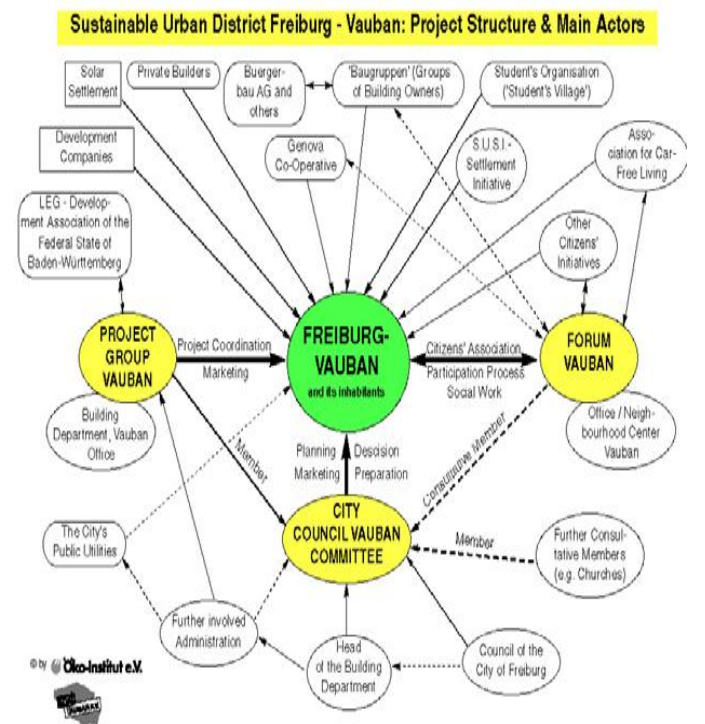 Sustainable Urban District Freiburg - Vauban: Project Structure & Main Actors
Solar
Settlement
Private Builders
Buerger-
bau AG and
others
'Baugruppen' (Groups
of Building Owners)
Student's Organisation
('Student's Village')
Development
Companies
Genova
Co-Operative
S.U.S.I.-
Settlement
Initiative
Asso-
ciation for Car-
Free Living
LEG - Develop-
ment Association of the
Federal State of
Baden-Württemberg
Other
Citizens'
Initiatives
PROJECT
GROUP
VAUBAN
Project Coordination
Marketing
FREIBURG-
VAUBAN
and its inhabitants
Citizens' Association
Participation Process
Social Work
FORUM
VAUBAN
Building
Department, Vauban
Office
Office / Neigh-
bourhood Center
Vauban
Member
Planning
Marketing
Descision
Preparation
Consultative Member
CITY
COUNCIL VAUBAN
COMMITTEE
The City's
Public Utilities
Member
Further Consul-
tative Members
(e.g. Churches)
Further involved
Administration
Head
of the Building
Department
Council of the
City of Freiburg
© by Öko-Institut e.V.